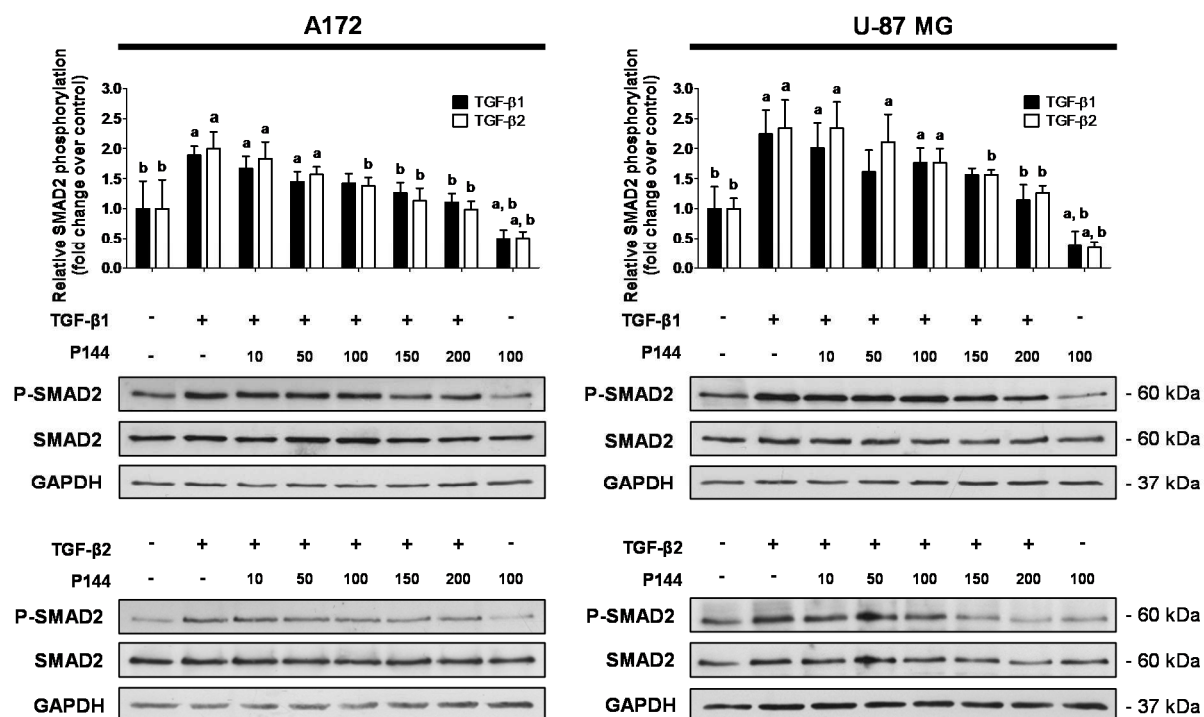 A172
Relative SMAD2 phosphorylation
(fold change over control)
3.0
2.5
2.0
1.5
1.0
0.5
0.0
TGF-β1
TGF-β2
b b a a a a a a b b b b b a, b a, b
TGF-β1 - + + + + + + -
P144 - - 10 50 100 150 200 100
P-SMAD2
SMAD2
GAPDH
TGF-β2 - + + + + + + -
P144 - - 10 50 100 150 200 100
P-SMAD2
SMAD2
GAPDH
U-87 MG
Relative SMAD2 phosphorylation
(fold change over control)
3.0
2.5
2.0
1.5
1.0
0.5
0.0
TGF-β1
TGF-β2
b b a a a a a a a b b b a, b a, b
TGF-β1 - + + + + + + -
P144 - - 10 50 100 150 200 100
P-SMAD2 - 60 kDa
SMAD2 - 60 kDa
GAPDH - 37 kDa
TGF-β2 - + + + + + + -
P144 - - 10 50 100 150 200 100
P-SMAD2 - 60 kDa
SMAD2 - 60 kDa
GAPDH - 37 kDa